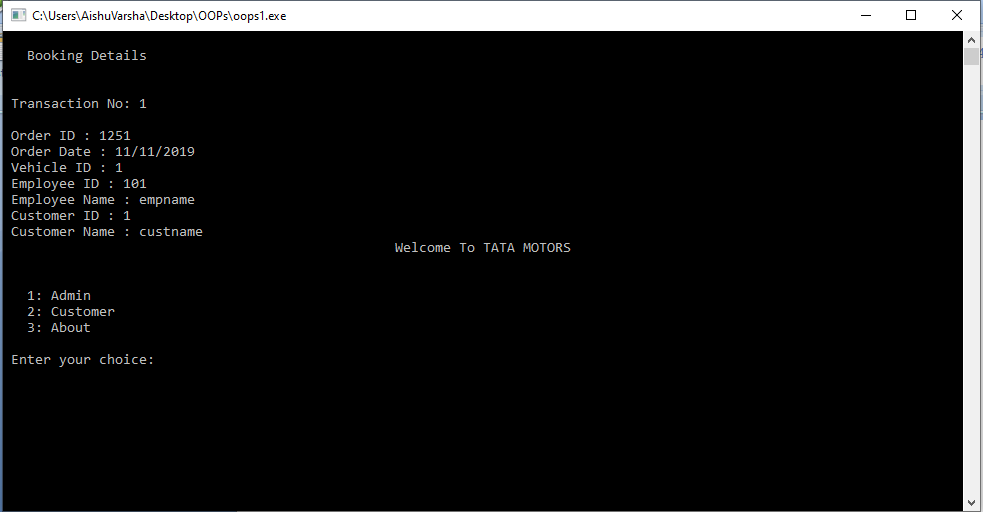 C:\Users\AishuVarsha\Desktop\OOPs\oops1.exe
Booking Details
Transaction No: 1
Order ID : 1251
Order Date : 11/11/2019
Vehicle ID : 1
Employee ID : 101
Employee Name : empname
Customer ID : 1
Customer Name : custname
Welcome To TATA MOTORS
1: Admin
2: Customer
3: About
Enter your choice: